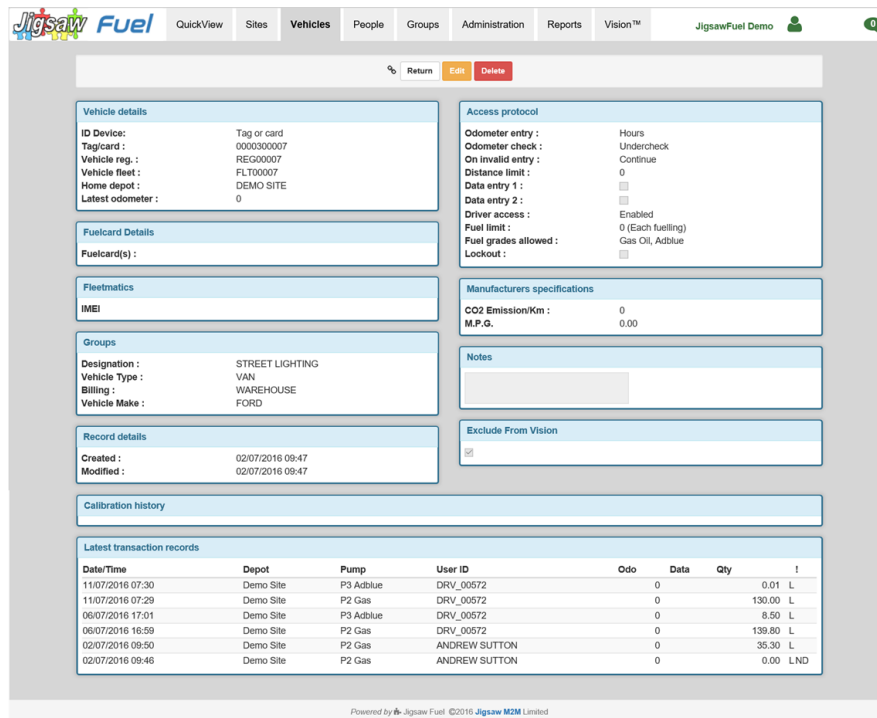 Jigsaw Fuel
QuickView Sites Vehicles People Groups Administration Reports Vision™ JigsawFuel Demo 0
Return Edit Delete
Vehicle details
ID Device: Tag or card
Tag/card : 0000300007
Vehicle reg. : REG00007
Vehicle fleet : FLT00007
Home depot : DEMO SITE
Latest odometer : 0
Fuelcard Details
Fuelcard(s) :
Fleetmatics
IMEI
Groups
Designation : STREET LIGHTING
Vehicle Type : VAN
Billing : WAREHOUSE
Vehicle Make : FORD
Record details
Created : 02/07/2016 09:47
Modified : 02/07/2016 09:47
Access protocol
Odometer entry : Hours
Odometer check : Undercheck
On invalid entry : Continue
Distance limit : 0
Data entry 1 :
Data entry 2 :
Driver access : Enabled
Fuel limit : 0 (Each fuelling)
Fuel grades allowed : Gas Oil, Adblue
Lockout :
Manufacturers specifications
CO2 Emission/Km : 0
M.P.G. 0.00
Notes
Exclude From Vision
Calibration history
Latest transaction records
Date/Time Depot Pump User ID Odo Data Qty !
11/07/2016 07:30 Demo Site P3 Adblue DRV_00572 0 0.01 L
11/07/2016 07:29 Demo Site P2 Gas DRV_00572 0 130.00 L
06/07/2016 17:01 Demo Site P3 Adblue DRV_00572 0 8.50 L
06/07/2016 16:59 Demo Site P2 Gas DRV_00572 0 139.80 L
02/07/2016 09:50 Demo Site P2 Gas ANDREW SUTTON 0 35.30 L
02/07/2016 09:46 Demo Site P2 Gas ANDREW SUTTON 0 0.00 LND
Powered by Jigsaw Fuel ©2016 Jigsaw M2M Limited